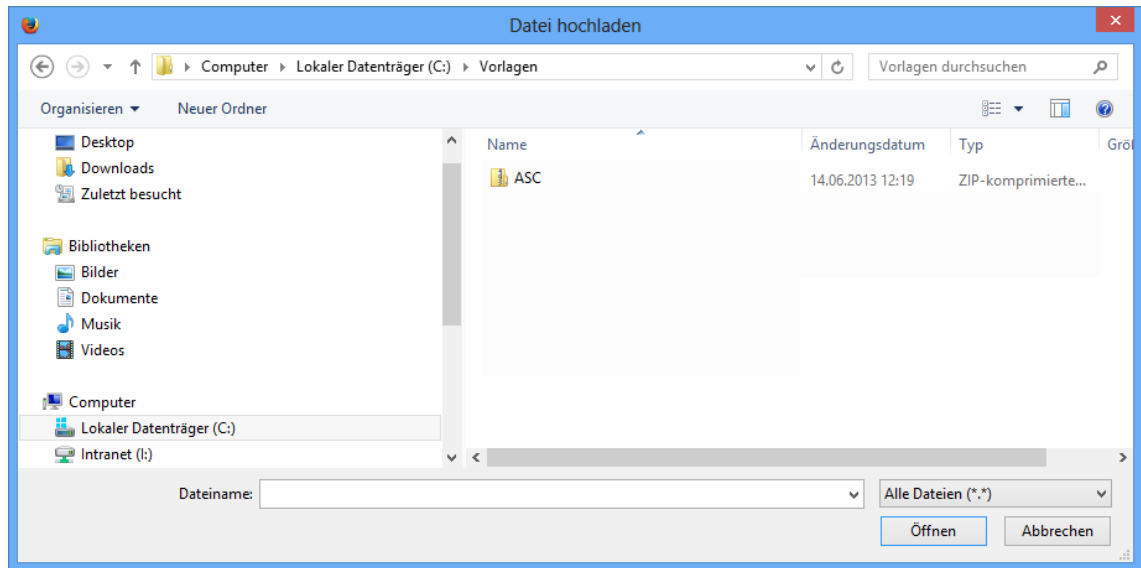 Datei hochladen
Computer Lokaler Datenträger (C:) Vorlagen Vorlagen durchsuchen
Organisieren Neuer Ordner
Desktop
Downloads
Zuletzt besucht
Bibliotheken
Bilder
Dokumente
Musik
Videos
Computer
Lokaler Datenträger (C:)
Intranet (I:)
Name Änderungsdatum Typ Grö
ASC 14.06.2013 12:19 ZIP-komprimierte...
Dateiname: Alle Dateien (*.*)
Öffnen Abbrechen